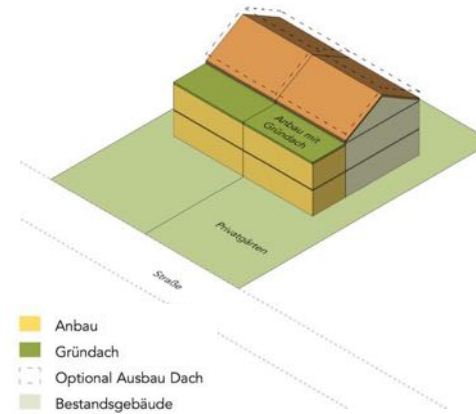 Anbau mit
Gründach
Privatgärten
Straße
Anbau
Gründach
Optional Ausbau Dach
Bestandsgebäude